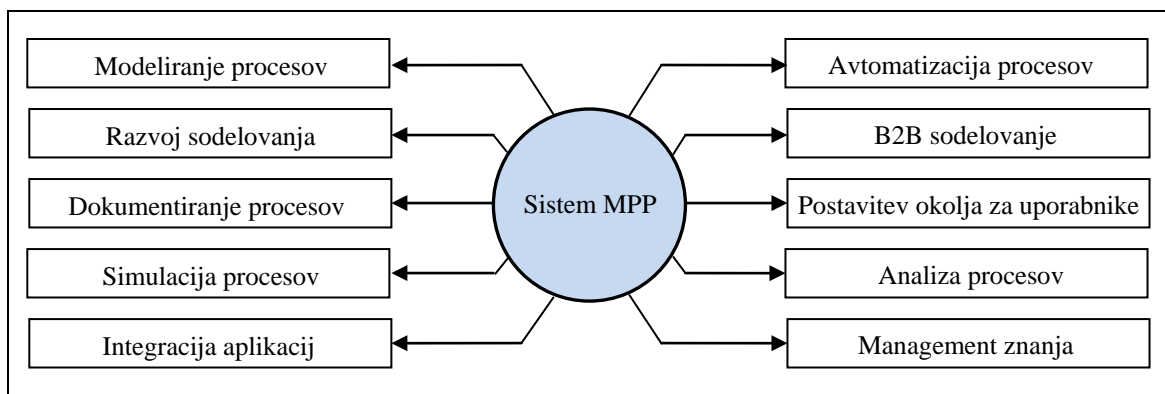 Modeliranje procesov
Razvoj sodelovanja
Dokumentiranje procesov
Simulacija procesov
Integracija aplikacij
Sistem MPP
Avtomatizacija procesov
B2B sodelovanje
Postavitev okolja za uporabnike
Analiza procesov
Management znanja